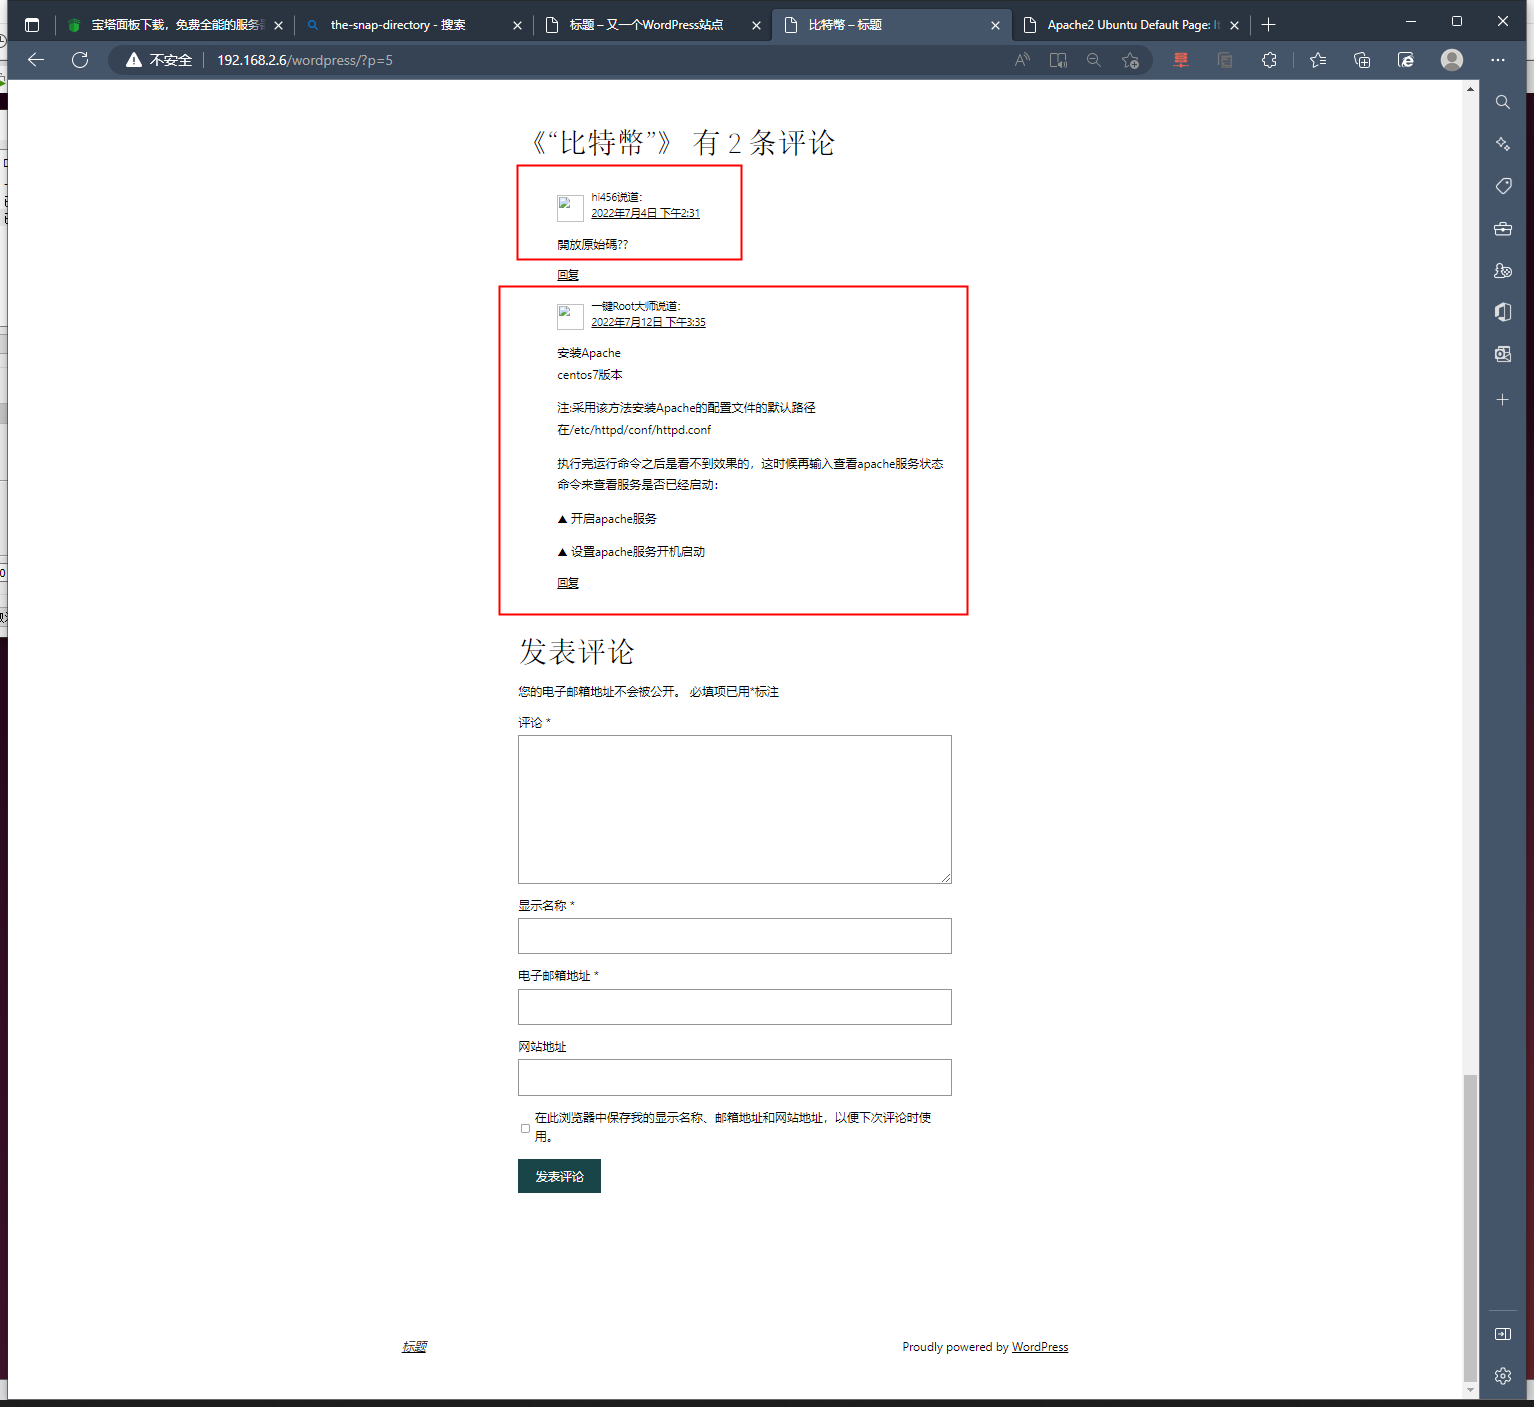 宝塔面板下载，免费全能的服务
the-snap-directory - 搜索
标题 – 又一个WordPress站点
比特幣 – 标题
Apache2 Ubuntu Default Page: It
不安全
192.168.2.6/wordpress/?p=5
《“比特幣”》 有 2 条评论
hi456说道：
2022年7月4日 下午2:31
開放原始碼??
回复
一键Root大师说道：
2022年7月12日 下午3:35
安装Apache
centos7版本
注:采用该方法安装Apache的配置文件的默认路径
在/etc/httpd/conf/httpd.conf
执行完运行命令之后是看不到效果的，这时候再输入查看apache服务状态
命令来查看服务是否已经启动：
▲ 开启apache服务
▲ 设置apache服务开机启动
回复
发表评论
您的电子邮箱地址不会被公开。 必填项已用*标注
评论 *
显示名称 *
电子邮箱地址 *
网站地址
在此浏览器中保存我的显示名称、邮箱地址和网站地址，以便下次评论时使
用。
发表评论
标题
Proudly powered by WordPress